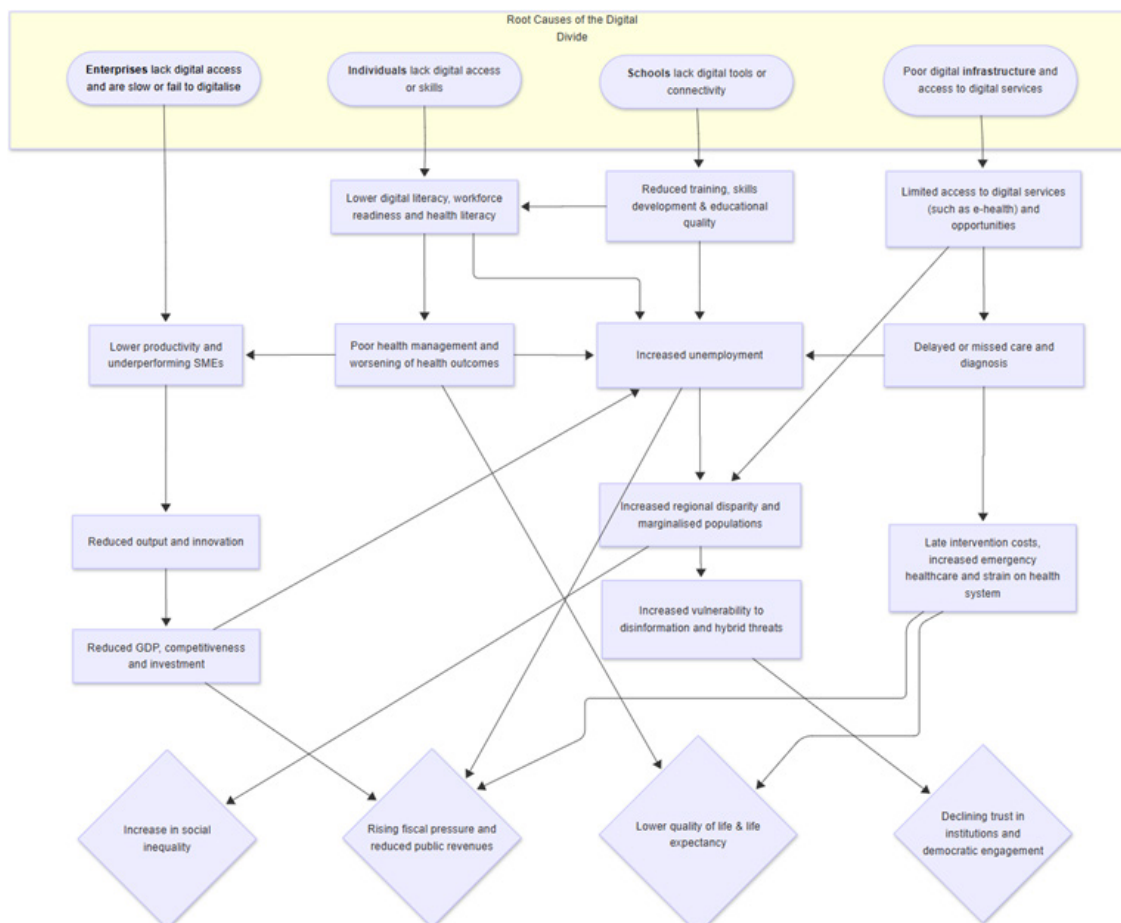 Root Causes of the Digital
Divide
Enterprises lack digital access
and are slow or fail to digitalise
Individuals lack digital access
or skills
Schools lack digital tools or
connectivity
Poor digital infrastructure and
access to digital services
Lower digital literacy, workforce
readiness and health literacy
Reduced training, skills
development & educational
quality
Limited access to digital services
(such as e-health) and
opportunities
Lower productivity and
underperforming SMEs
Poor health management and
worsening of health outcomes
Increased unemployment
Delayed or missed care and
diagnosis
Reduced output and innovation
Increased regional disparity and
marginalised populations
Late intervention costs,
increased emergency
healthcare and strain on health
system
Reduced GDP, competitiveness
and investment
Increased vulnerability to
disinformation and hybrid threats
Increase in social
inequality
Rising fiscal pressure and
reduced public revenues
Lower quality of life & life
expectancy
Declining trust in
institutions and
democratic engagement